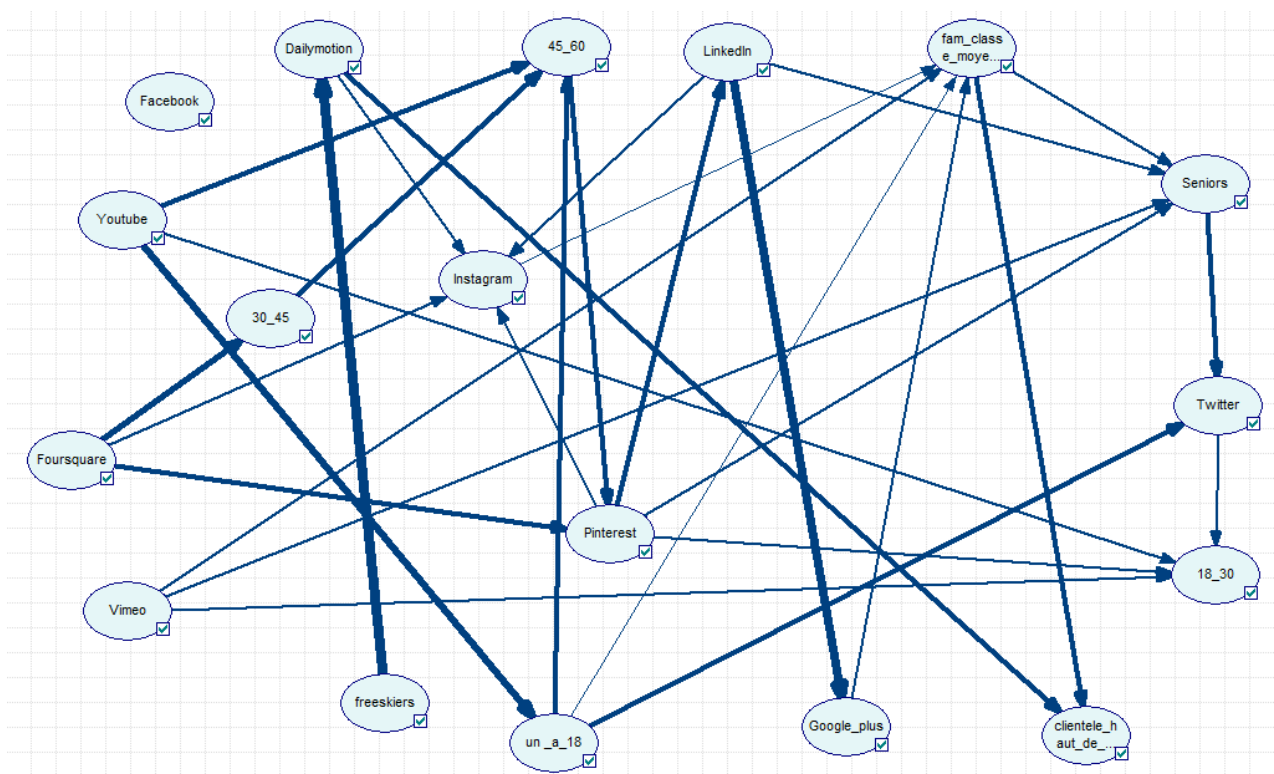 Dailymotion
45_60
LinkedIn
fam_class
e_moye...
Facebook
Seniors
Youtube
Instagram
30_45
Twitter
Foursquare
Pinterest
18_30
Vimeo
freeskiers
un _a_18
Google_plus
clientele_h
aut_de_...